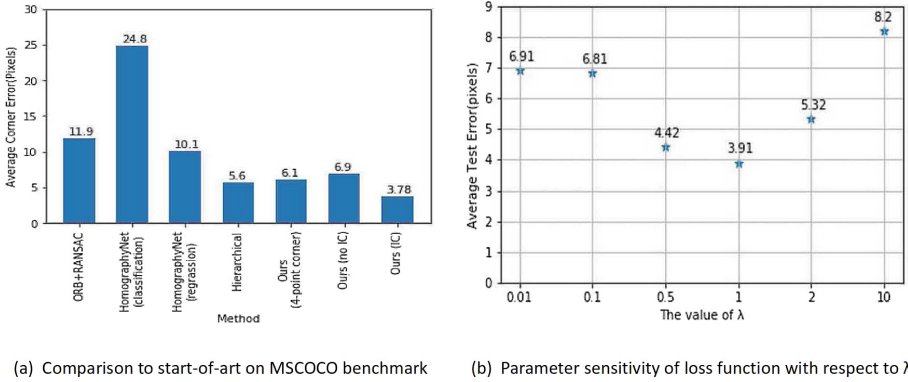 30
25
20
15
10
5
0
Average Corner Error(Pixels)
11.9
24.8
10.1
5.6
6.1
6.9
3.78
ORB+RANSAC
HomographyNet
(classification)
HomographyNet
(regrassion)
Hierarchical
Ours
(4-point corner)
Ours (no IC)
Ours (IC)
Method
9
8
7
6
5
4
3
2
1
0
Average Test Error(pixels)
6.91
6.81
4.42
3.91
5.32
8.2
0.01
0.1
0.5
1
2
10
The value of λ
(a) Comparison to start-of-art on MSCOCO benchmark
(b) Parameter sensitivity of loss function with respect to λ